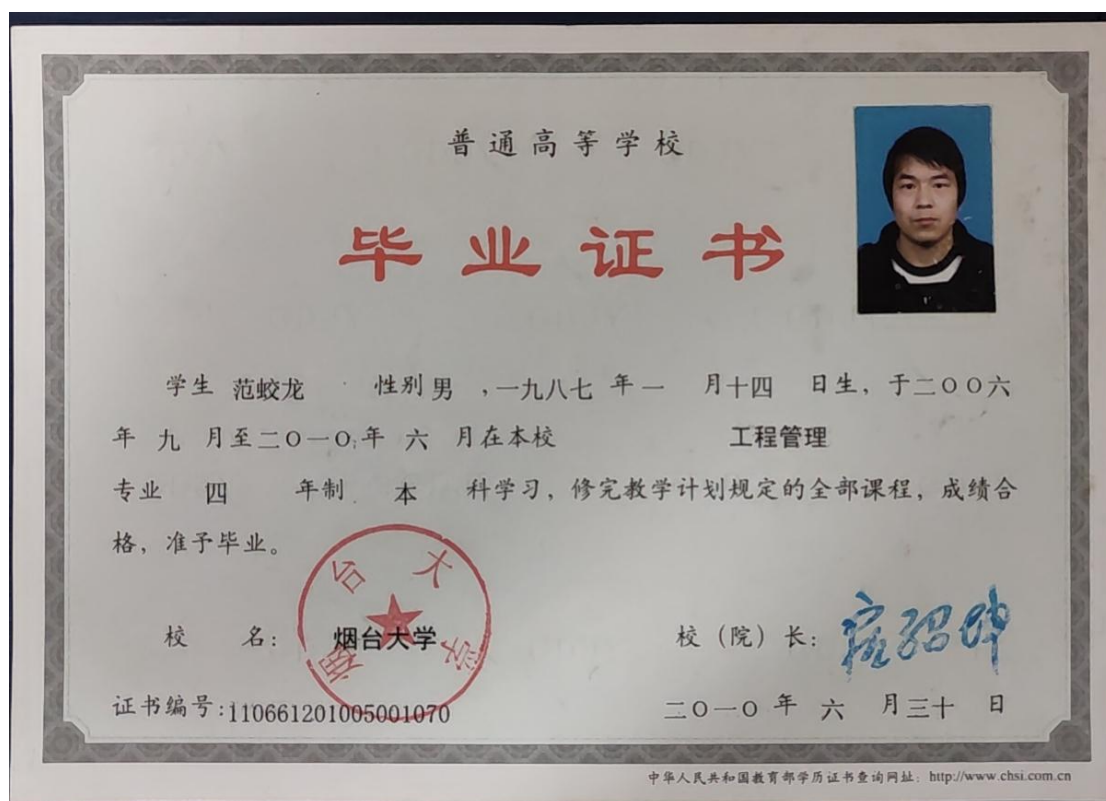 普通高等学校
毕业证书
学生 范蛟龙 性别 男 ，一九八七 年 一 月十四 日生，于二〇〇六
年 九 月至二〇一〇年 六 月在本校 工程管理
专业 四 年制 本 科学习，修完教学计划规定的全部课程，成绩合
格，准予毕业。
烟台大学
校 名： 烟台大学 校（院）长：
证书编号:110661201005001070 二〇一〇 年 六 月三十 日
中华人民共和国教育部学历证书查询网址：http://www.chsi.com.cn